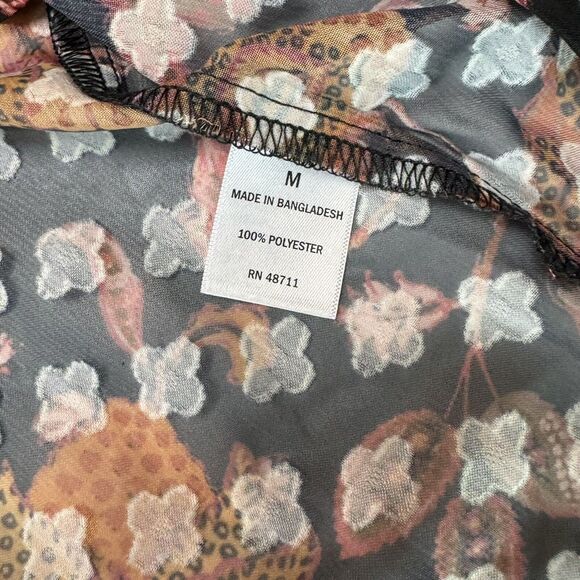 M
MADE IN BANGLADESH
100% POLYESTER
RN 48711